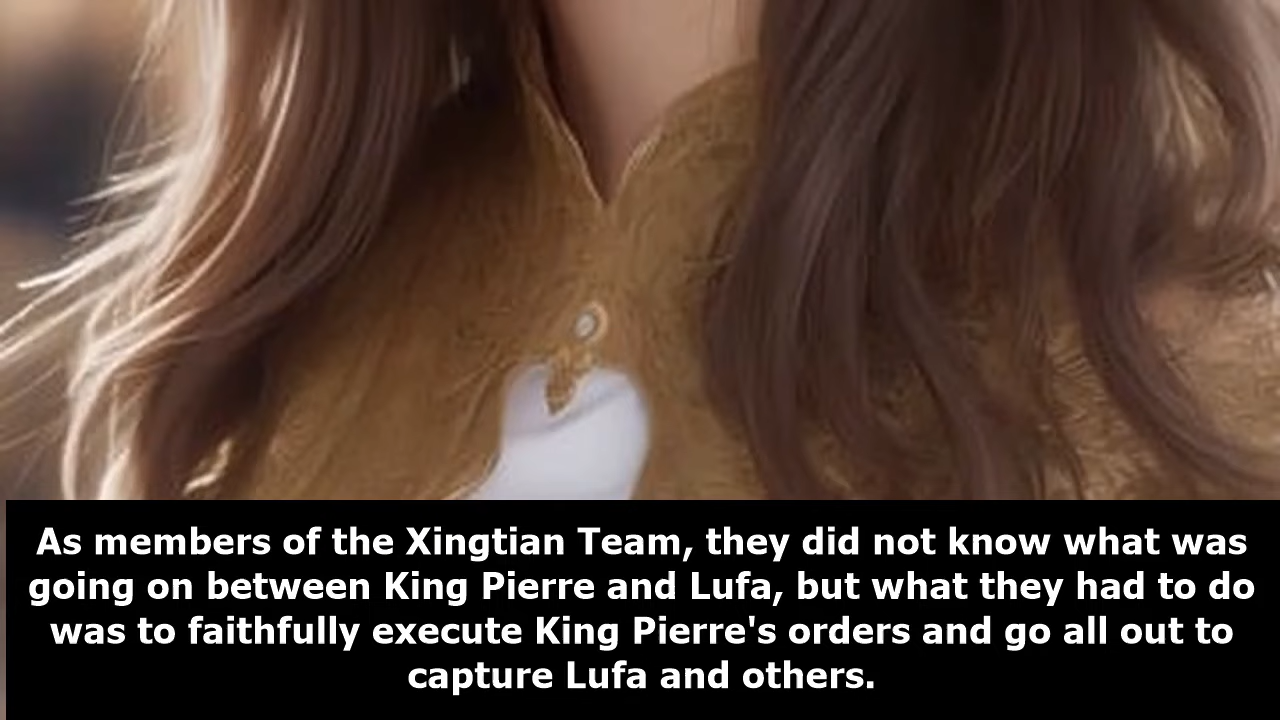 As members of the Xingtian Team, they did not know what was
going on between King Pierre and Lufa, but what they had to do
was to faithfully execute King Pierre's orders and go all out to
capture Lufa and others.